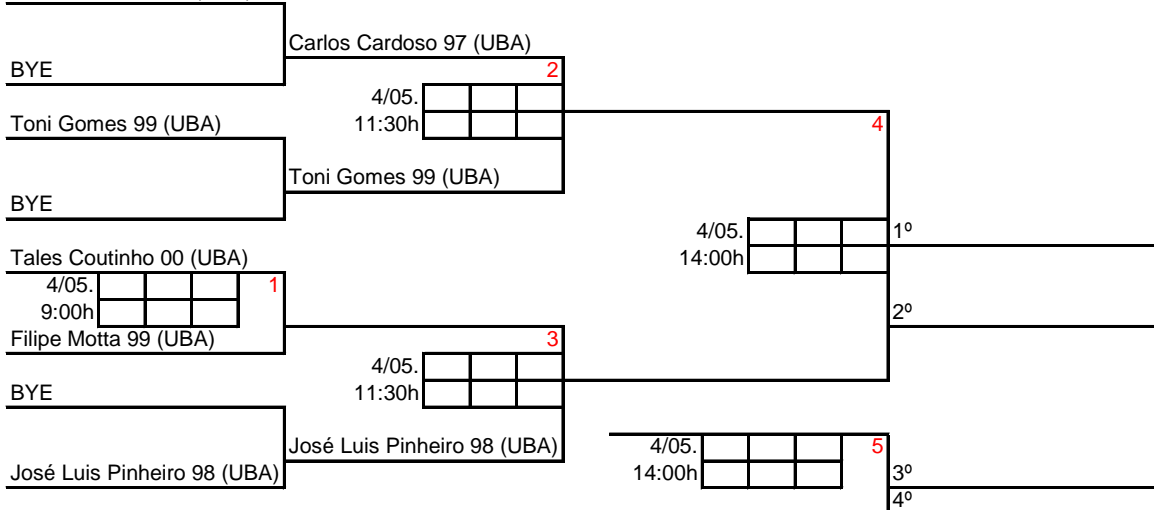 Carlos Cardoso 97 (UBA)
BYE
2
4/05.
11:30h
Toni Gomes 99 (UBA)
4
Toni Gomes 99 (UBA)
BYE
4/05.
14:00h
1º
Tales Coutinho 00 (UBA)
4/05.
9:00h
1
2º
Filipe Motta 99 (UBA)
3
4/05.
11:30h
BYE
José Luis Pinheiro 98 (UBA)
4/05.
14:00h
5
José Luis Pinheiro 98 (UBA)
3º
4º